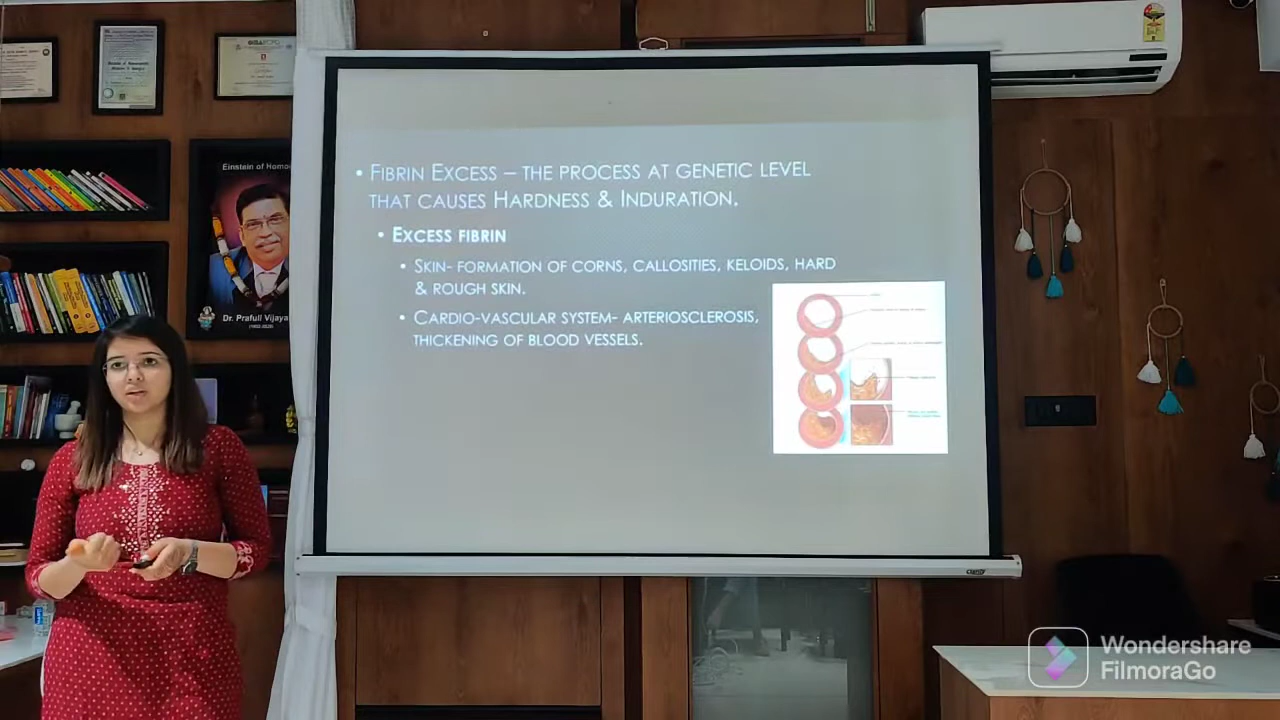 Einstein of Homo
Dr. Prafull Vijaya
• FIBRIN EXCESS – THE PROCESS AT GENETIC LEVEL
THAT CAUSES HARDNESS & INDURATION.
• EXCESS FIBRIN
• SKIN- FORMATION OF CORNS, CALLOSITIES, KELOIDS, HARD
& ROUGH SKIN.
• CARDIO-VASCULAR SYSTEM- ARTERIOSCLEROSIS,
THICKENING OF BLOOD VESSELS.
Wondershare
FilmoraGo